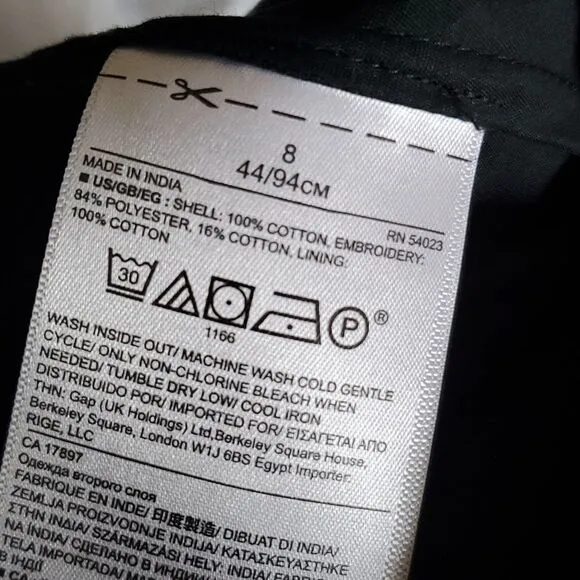 8
44/94CM
MADE IN INDIA RN 54023
■ US/GB/EG : SHELL: 100% COTTON, EMBROIDERY:
84% POLYESTER, 16% COTTON, LINING:
100% COTTON
30 P ®
1166
WASH INSIDE OUT/ MACHINE WASH COLD GENTLE
CYCLE/ ONLY NON-CHLORINE BLEACH WHEN
NEEDED/ TUMBLE DRY LOW/ COOL IRON
DISTRIBUIDO POR/ IMPORTED FOR/ ΕΙΣΑΓΕΤΑΙ ΑΠΟ
THN: Gap (UK Holdings) Ltd,Berkeley Square House,
Berkeley Square, London W1J 6BS Egypt Importer:
RIGE, LLC
CA 17897
Одежда второго слоя
FABRIQUE EN INDE/ 印度製造/ DIBUAT DI INDIA/
ZEMLJA PROIZVODNJE INDIJA/ ΚΑΤΑΣΚΕΥΑΣΤΗΚΕ
ΣΤΗΝ ΙΝΔΙΑ/ SZÁRMAZÁSI HELY: INDIA/ FABBRI
NA ÍNDIA/ СДЕЛАНО В ИНДИИ
TELA IMPORTADA/ MA
B ІНДІЇ